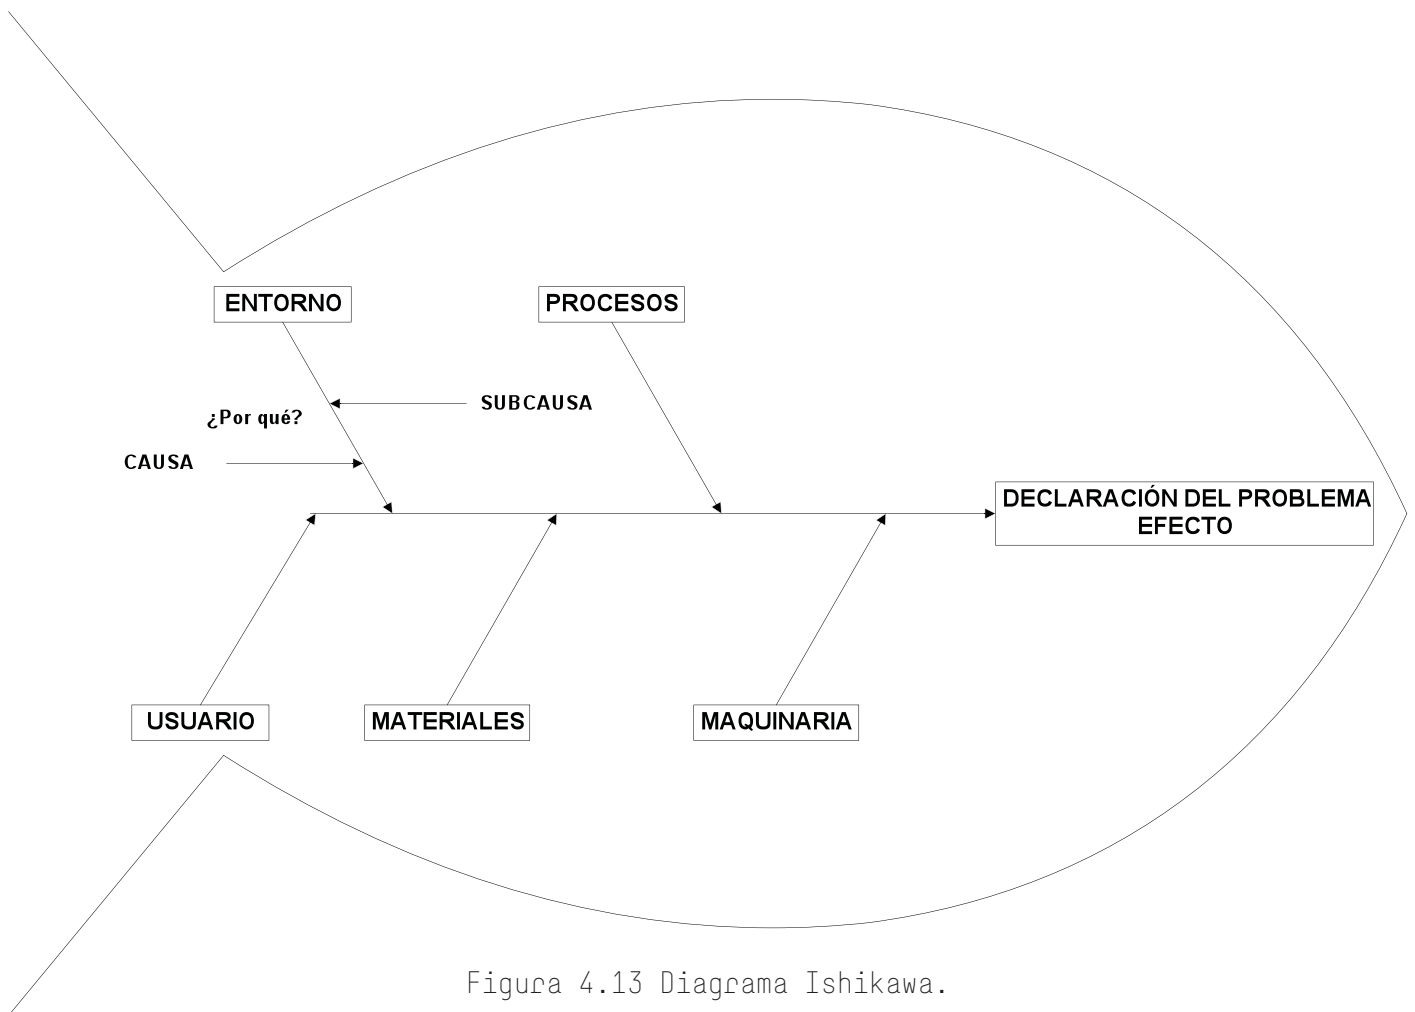 ENTORNO
PROCESOS
SUBCAUSA
¿Por qué?
CAUSA
DECLARACIÓN DEL PROBLEMA
EFECTO
USUARIO
MATERIALES
MAQUINARIA
Figura 4.13 Diagrama Ishikawa.